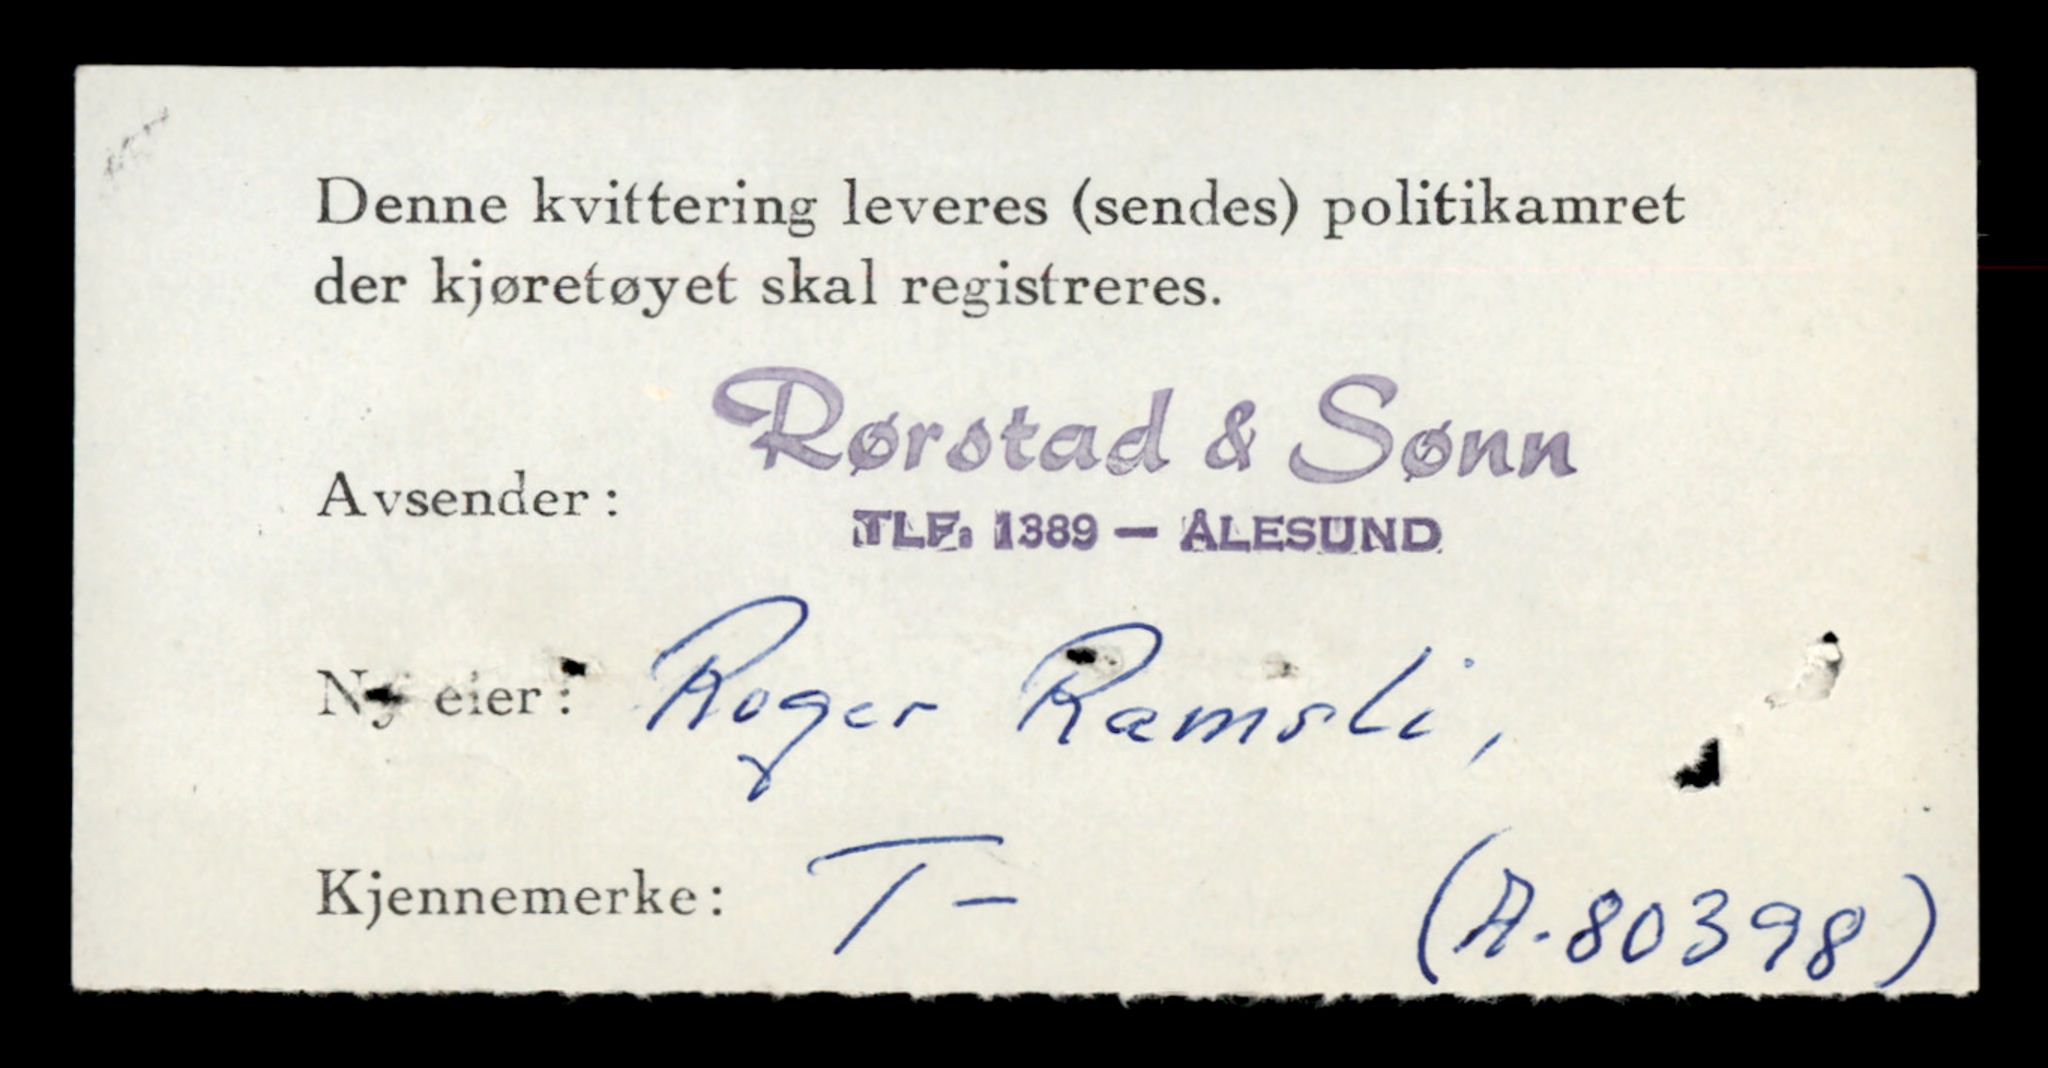 Denne kvittering leveres (sendes) politikamret
der kjøretøyet skal registreres.
Rørstad & Sønn
Avsender:
TLF. 1389 — ÅLESUND
Ny eier: Roger Ramsli,
Kjennemerke: T- (A.80398)